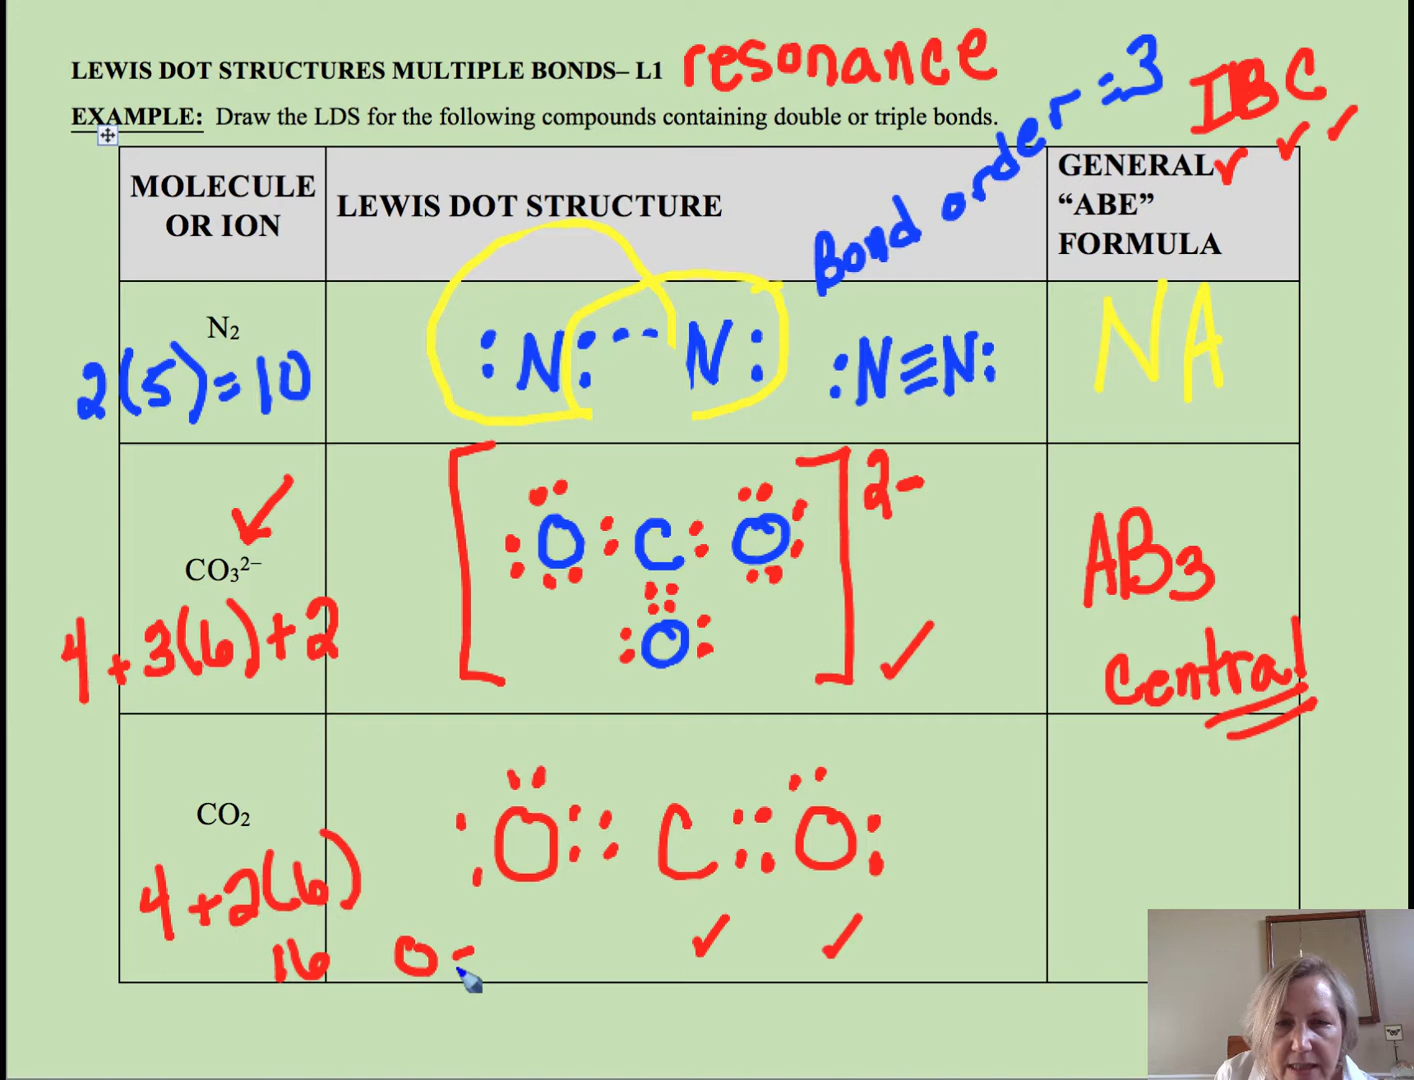 LEWIS DOT STRUCTURES MULTIPLE BONDS– L1 resonance
EXAMPLE: Draw the LDS for the following compounds containing double or triple bonds.
Bond order = 3
IBC
MOLECULE OR ION
LEWIS DOT STRUCTURE
GENERAL "ABE" FORMULA
N₂
2(5)=10
:N:::N:
:N≡N:
NA
CO₃²⁻
4+3(6)+2
[O:C:O
O]²⁻
AB₃
Central
CO₂
4+2(6)
16
O::C::O
O=